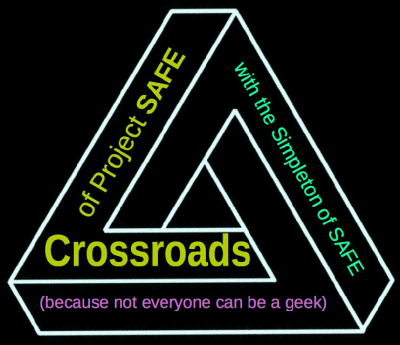 Crossroads
of Project SAFE
with the Simpleton of SAFE
(because not everyone can be a geek)